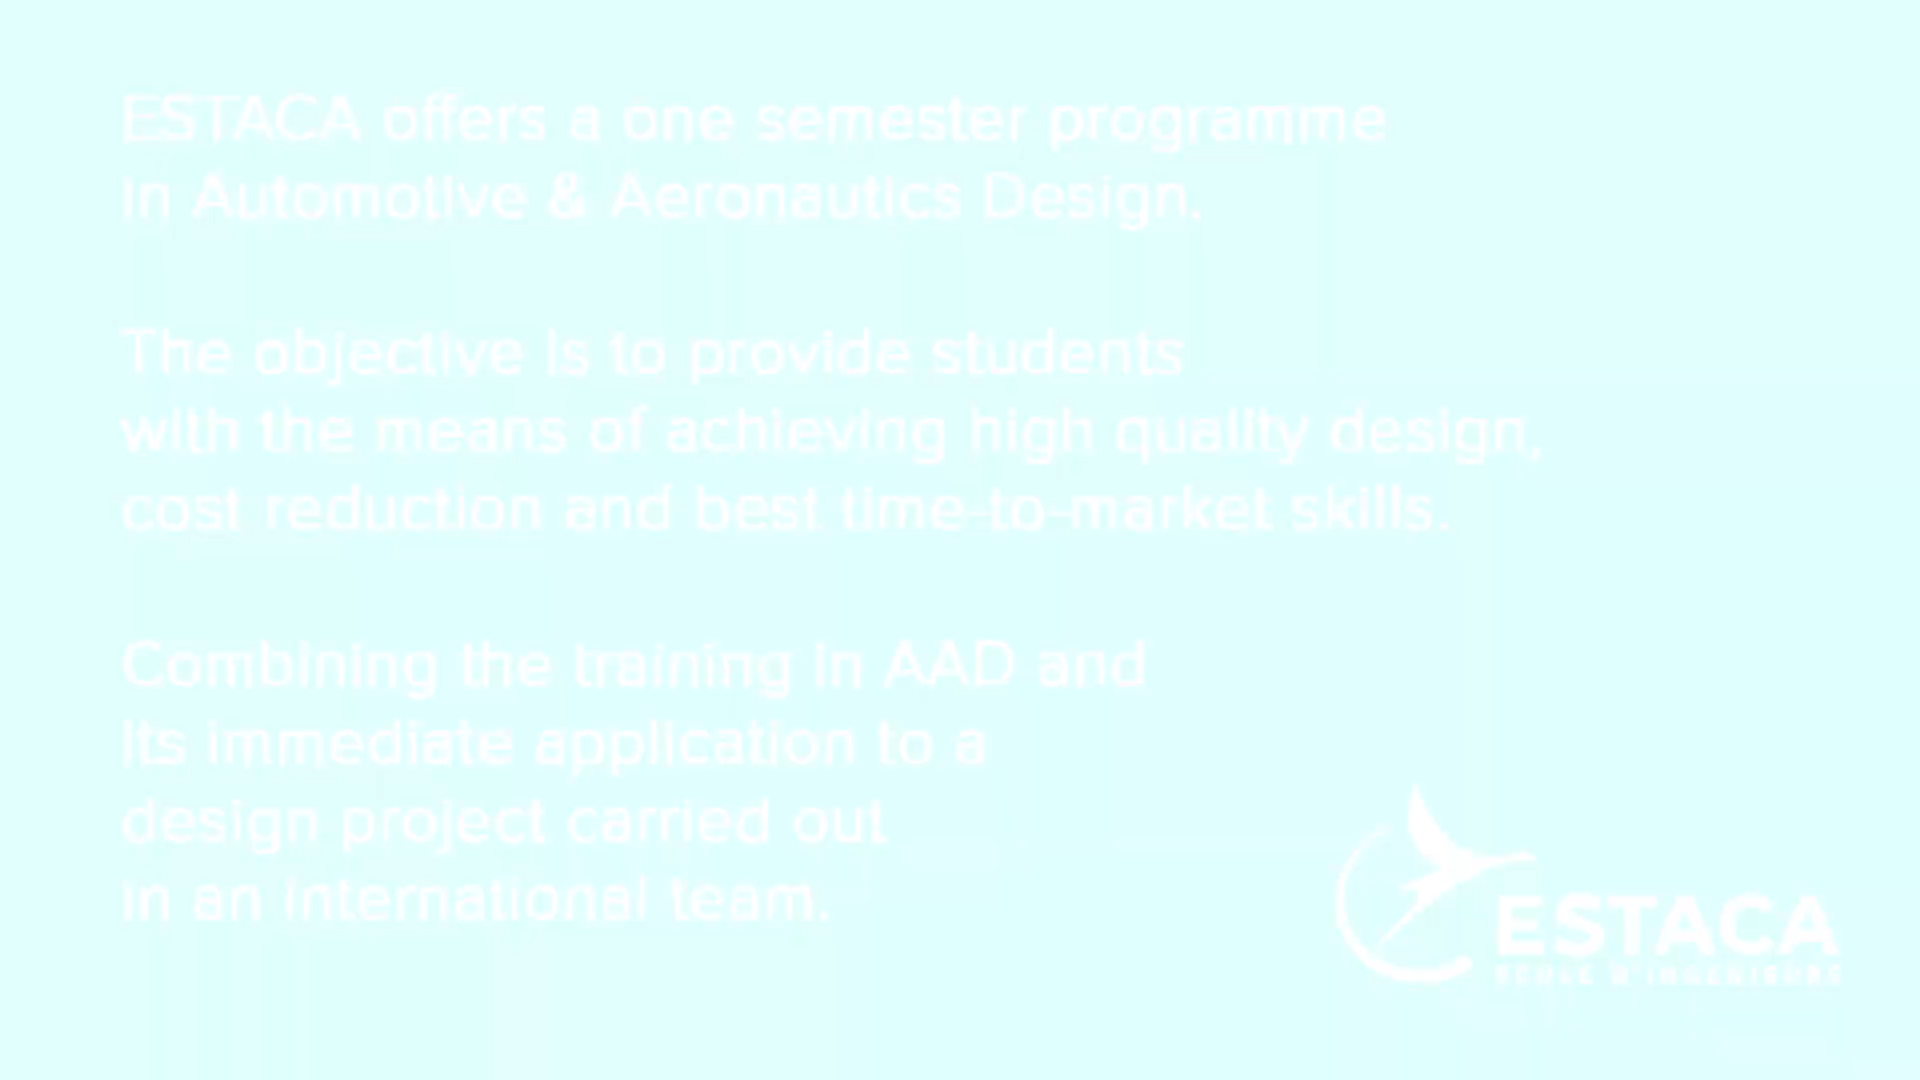 ESTACA offers a one semester programme
in Automotive & Aeronautics Design.
The objective is to provide students
with the means of achieving high quality design,
cost reduction and best time-to-market skills.
Combining the training in AAD and
its immediate application to a
design project carried out
in an international team.
ESTACA
ECOLE D'INGENIEURS